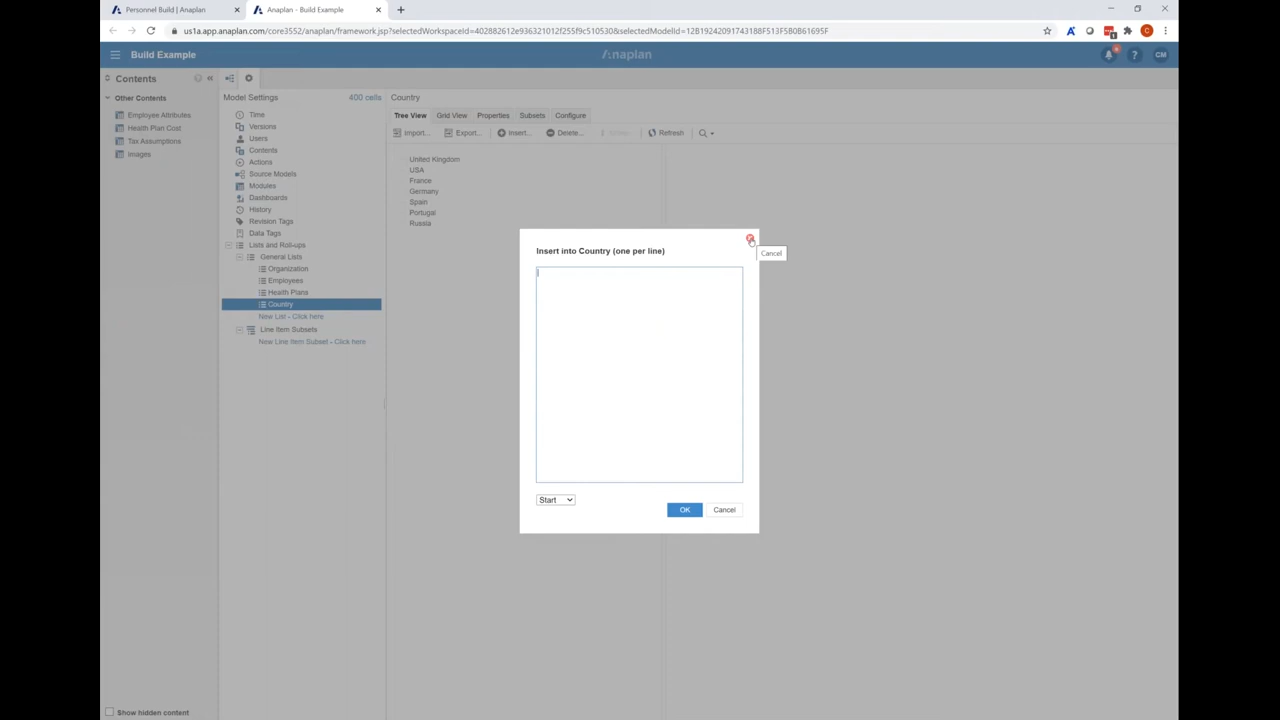 Personnel Build | Anaplan
Anaplan - Build Example
us1a.app.anaplan.com/core3552/anaplan/framework.jsp?selectedWorkspaceId=402882612e936321012f255f9c510530&selectedModelId=12B19242091743188F513F5B0B61695F
Build Example
Anaplan
CM
Contents
Other Contents
Employee Attributes
Health Plan Cost
Tax Assumptions
Images
Show hidden content
Model Settings
400 cells
Time
Versions
Users
Contents
Actions
Source Models
Modules
Dashboards
History
Revision Tags
Data Tags
Lists and Roll-ups
General Lists
Organization
Employees
Health Plans
Country
New List - Click here
Line Item Subsets
New Line Item Subset - Click here
Country
Tree View Grid View Properties Subsets Configure
Import... Export... Insert... Delete... Refresh
United Kingdom
USA
France
Germany
Spain
Portugal
Russia
Insert into Country (one per line)
Cancel
Start
OK
Cancel